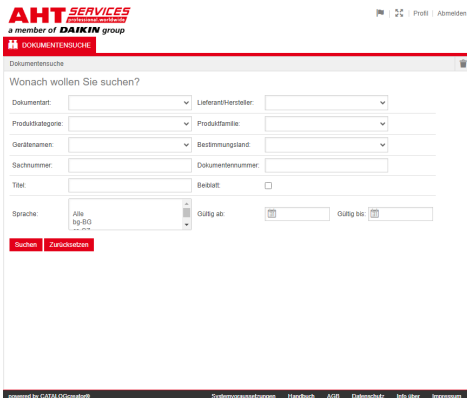 AHT SERVICES
professional.worldwide
a member of DAIKIN group
Profil Abmelden
DOKUMENTENSUCHE
Dokumentensuche
Wonach wollen Sie suchen?
Dokumentart: Lieferant/Hersteller:
Produktkategorie: Produktfamilie:
Gerätenamen: Bestimmungsland:
Sachnummer: Dokumentennummer:
Titel: Beiblatt:
Sprache: Alle Gültig ab: Gültig bis:
bg-BG
Suchen Zurücksetzen
powered by CATALOGcreator® Systemvoraussetzungen Handbuch AGB Datenschutz Info über Impressum